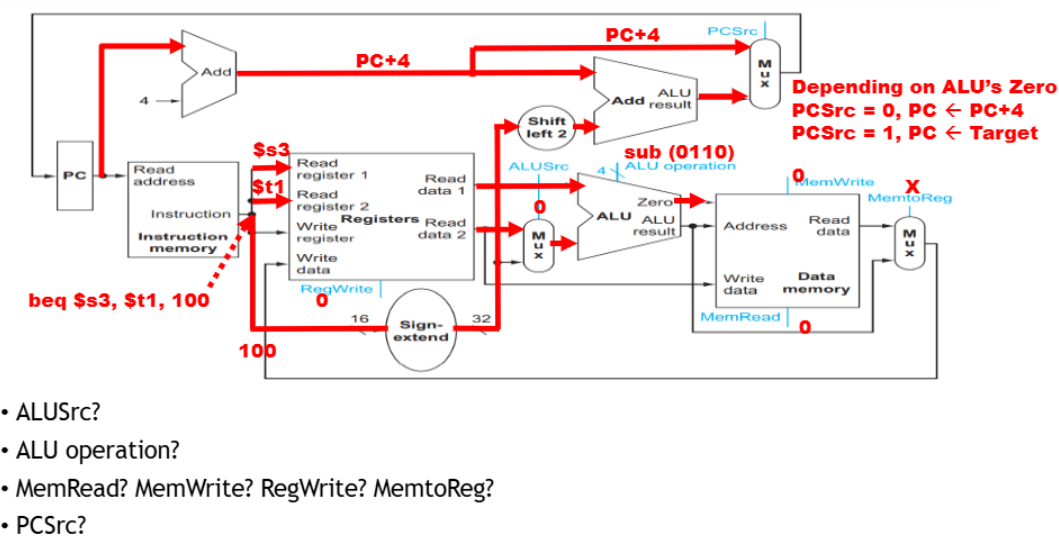 PCSrc
PC+4
PC+4
Add
4
M
u
x
Add
ALU
result
Depending on ALU’s Zero
PCSrc = 0, PC ← PC+4
PCSrc = 1, PC ← Target
Shift
left 2
sub (0110)
$s3
$t1
PC
Read
address
Instruction
Instruction
memory
Read
register 1
Read
register 2
Write
register
Write
data
Registers
Read
data 1
Read
data 2
RegWrite
0
ALUSrc
0
M
u
x
4
ALU operation
Zero
ALU
ALU
result
0
MemWrite
Address
Read
data
Write
data
Data
memory
MemRead
0
X
MemtoReg
M
u
x
beq $s3, $t1, 100
100
16
Sign-
extend
32
• ALUSrc?
• ALU operation?
• MemRead? MemWrite? RegWrite? MemtoReg?
• PCSrc?